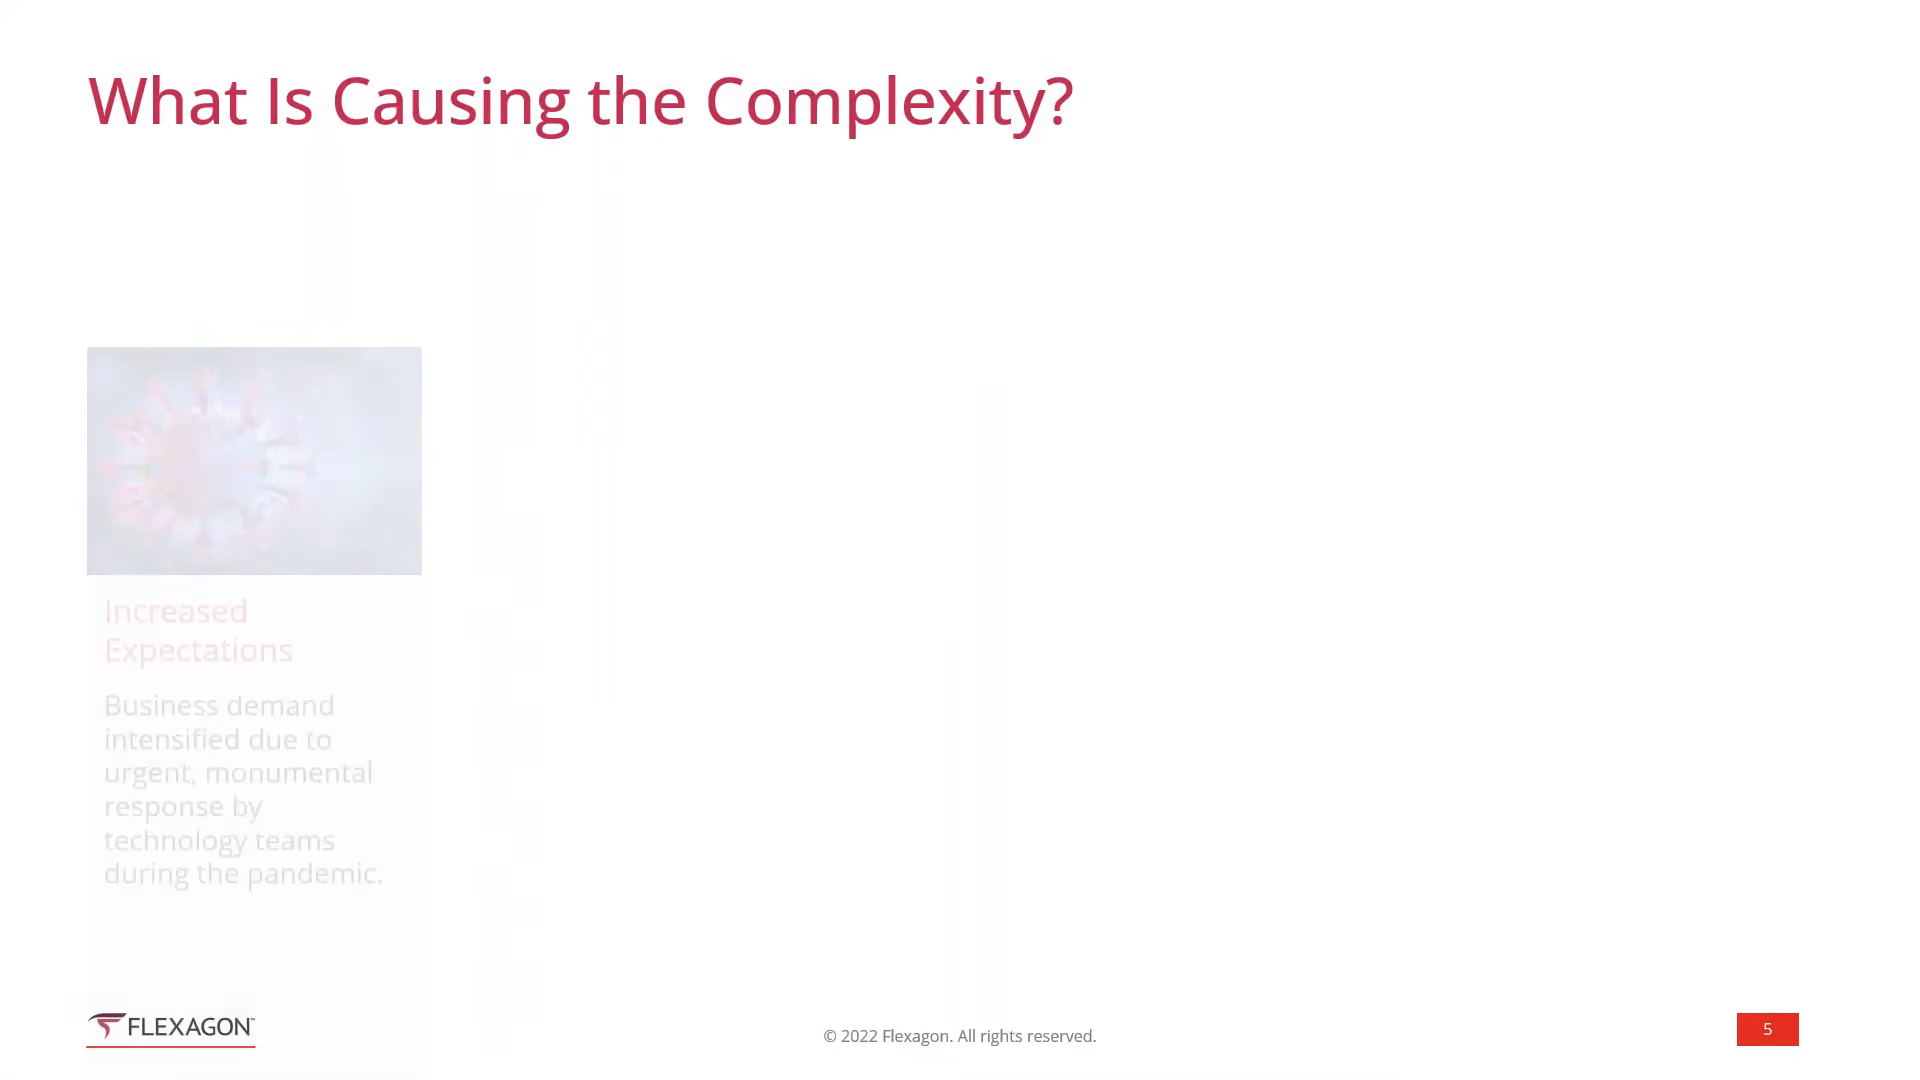 What Is Causing the Complexity?
Increased
Expectations
Business demand
intensified due to
urgent, monumental
response by
technology teams
during the pandemic.
FLEXAGON™
© 2022 Flexagon. All rights reserved.
5